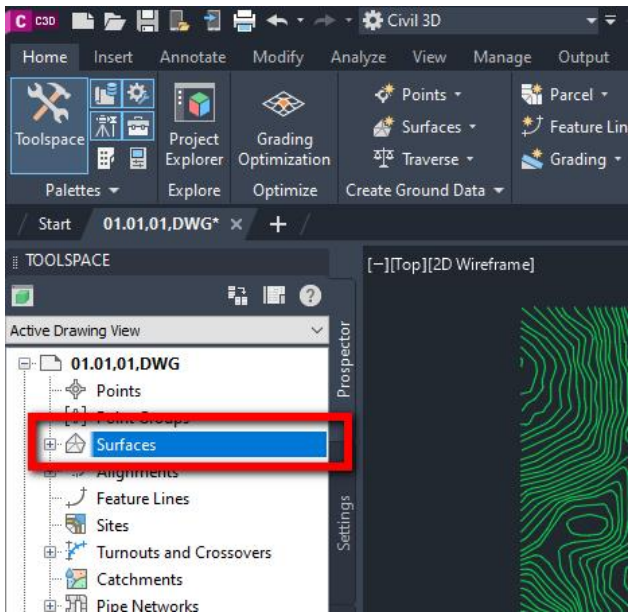 C C3D Civil 3D
Home Insert Annotate Modify Analyze View Manage Output
Toolspace
Project Explorer
Grading Optimization
Points
Surfaces
Traverse
Parcel
Feature Lin
Grading
Palettes Explore Optimize Create Ground Data
Start 01.01,01,DWG* × +
TOOLSPACE
[−][Top][2D Wireframe]
Active Drawing View
Prospector
01.01,01,DWG
Points
Point Groups
Surfaces
Alignments
Feature Lines
Settings
Sites
Turnouts and Crossovers
Catchments
Pipe Networks